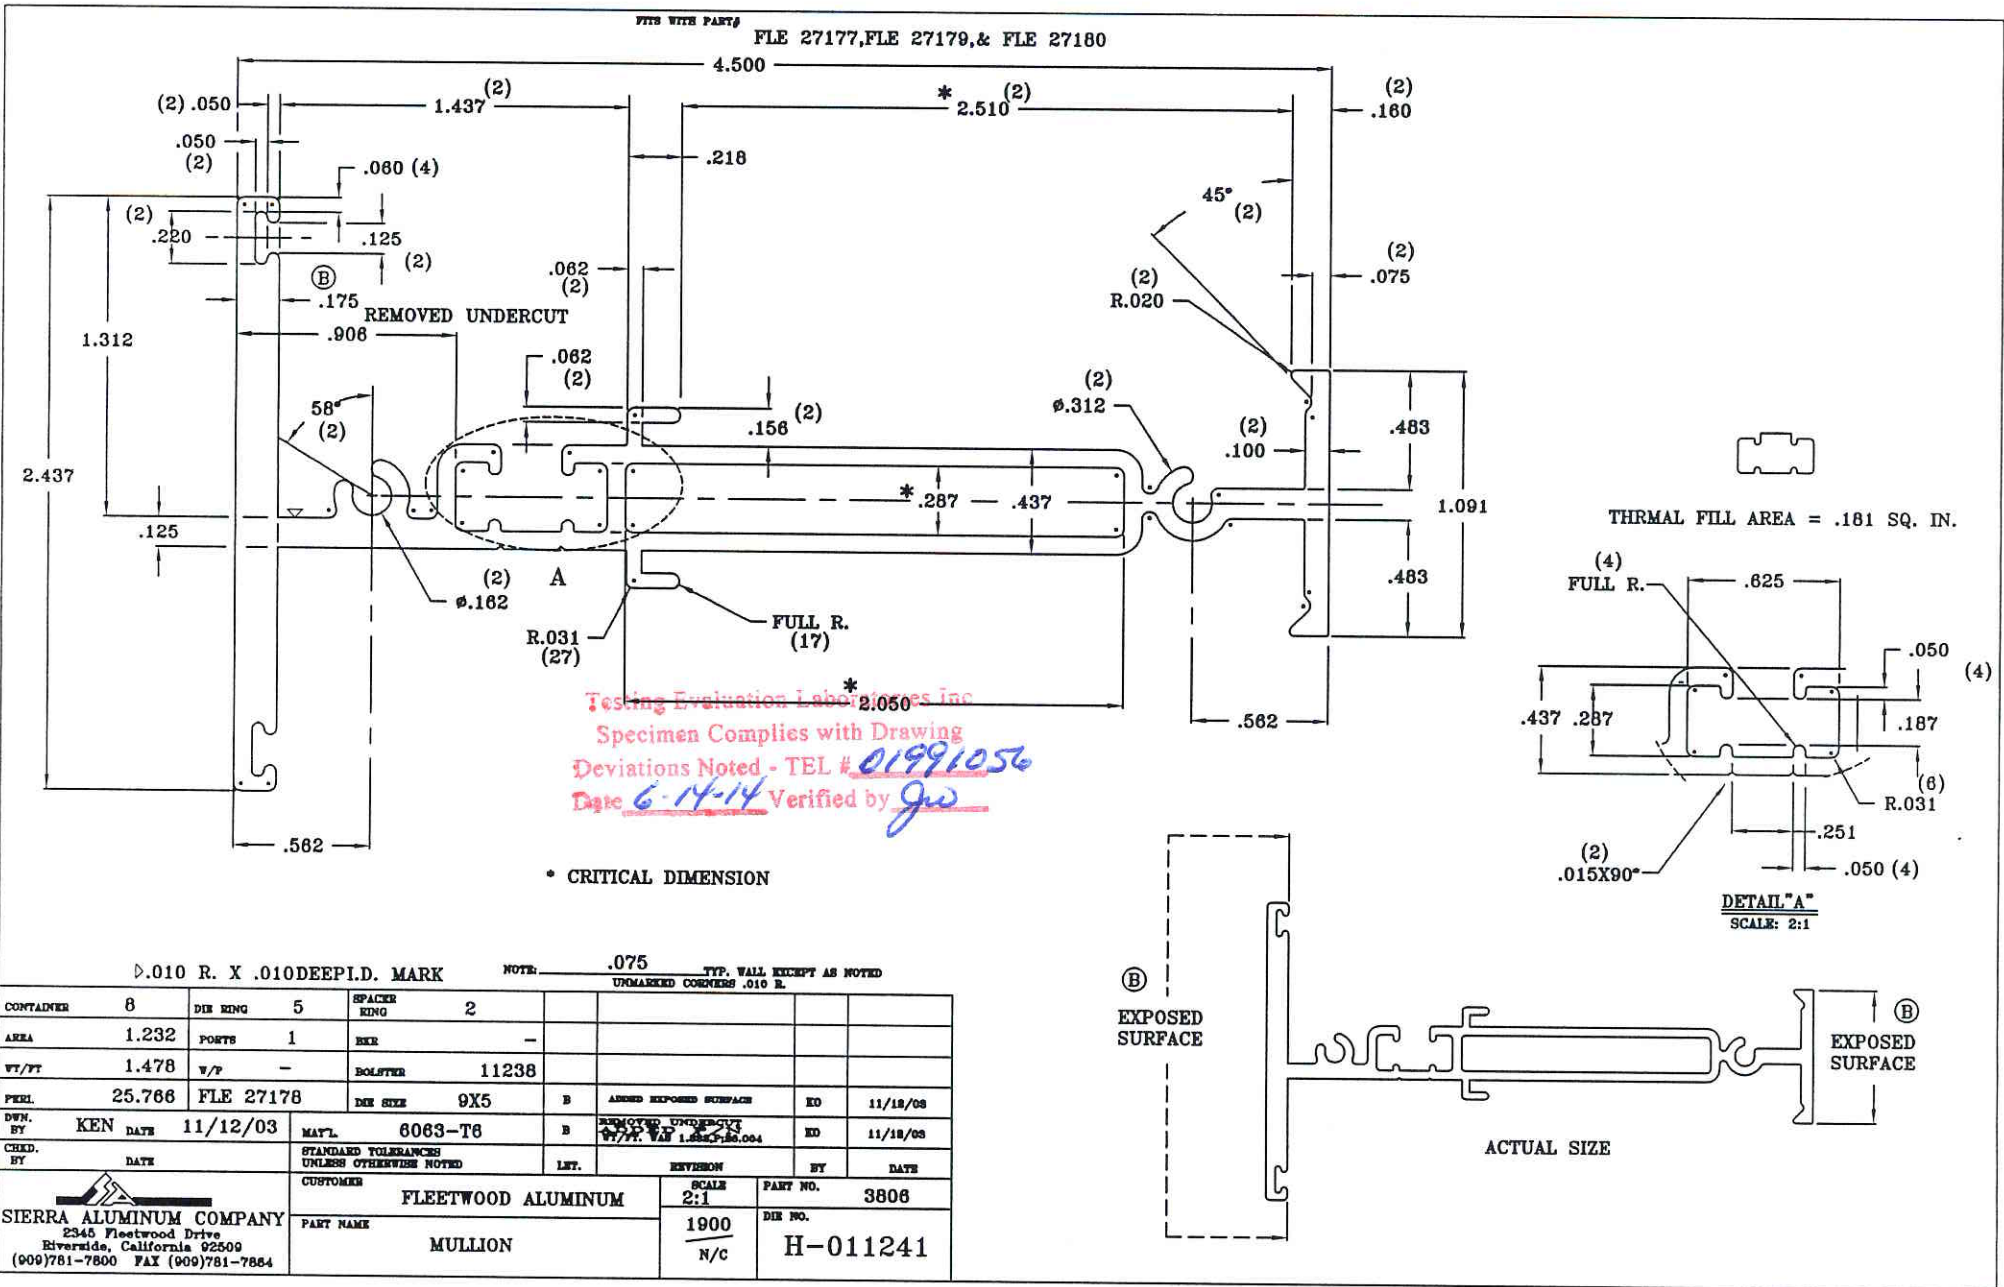 FITS WITH PART#
FLE 27177,FLE 27179,& FLE 27180
4.500
(2) .050
1.437 (2)
* 2.510 (2)
(2)
.160
.050
(2)
.060 (4)
.218
45°
(2)
(2)
.220
.125
(2)
(2)
.075
.062
(2)
(2)
R.020
Ⓑ
.175
REMOVED UNDERCUT
.906
1.312
.062
(2)
(2)
ø.312
58°
(2)
.156
(2)
(2)
.100
.483
2.437
* .287
.437
1.091
.125
.483
(2)
ø.162
A
R.031
(27)
FULL R.
(17)
* 2.050
.562
.562
Testing Evaluation Laboratories Inc
Specimen Complies with Drawing
Deviations Noted - TEL # 01991056
Date 6-14-14 Verified by
* CRITICAL DIMENSION
THRMAL FILL AREA = .181 SQ. IN.
(4)
FULL R.
.625
.050
(4)
.437 .287
.187
(6)
R.031
.251
(2)
.015X90°
.050 (4)
DETAIL"A"
SCALE: 2:1
Ⓑ
EXPOSED
SURFACE
Ⓑ
EXPOSED
SURFACE
ACTUAL SIZE
.010 R. X .010DEEPI.D. MARK
NOTE: .075 TYP. WALL EXCEPT AS NOTED
UNMARKED CORNERS .010 R.
CONTAINER 8 DIE RING 5 SPACER RING 2
AREA 1.232 PORTS 1 BKR -
WT/FT 1.478 W/P - BOLSTER 11238
PERI. 25.766 FLE 27178 DIE SIZE 9X5 B ADDED EXPOSED SURFACE KO 11/18/03
DWN. BY KEN DATE 11/12/03 MAT'L 6063-T6 B REMOVED UNDERCUT KO 11/18/03
CHKD. BY DATE STANDARD TOLERANCES UNLESS OTHERWISE NOTED LET. REVISION BY DATE
SA
SIERRA ALUMINUM COMPANY
2345 Fleetwood Drive
Riverside, California 92509
(909)781-7800 FAX (909)781-7864
CUSTOMER
FLEETWOOD ALUMINUM
PART NAME
MULLION
SCALE
2:1
1900
N/C
PART NO.
3806
DIE NO.
H-011241